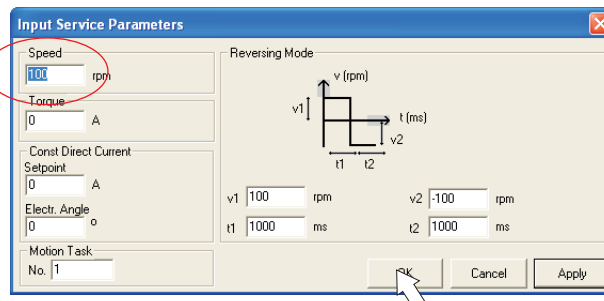 Input Service Parameters
Speed
100 rpm
Torque
0 A
Const Direct Current
Setpoint
0 A
Electr. Angle
0 °
Motion Task
No. 1
Reversing Mode
v (rpm)
v1
t (ms)
v2
t1 t2
v1 100 rpm v2 -100 rpm
t1 1000 ms t2 1000 ms
OK Cancel Apply